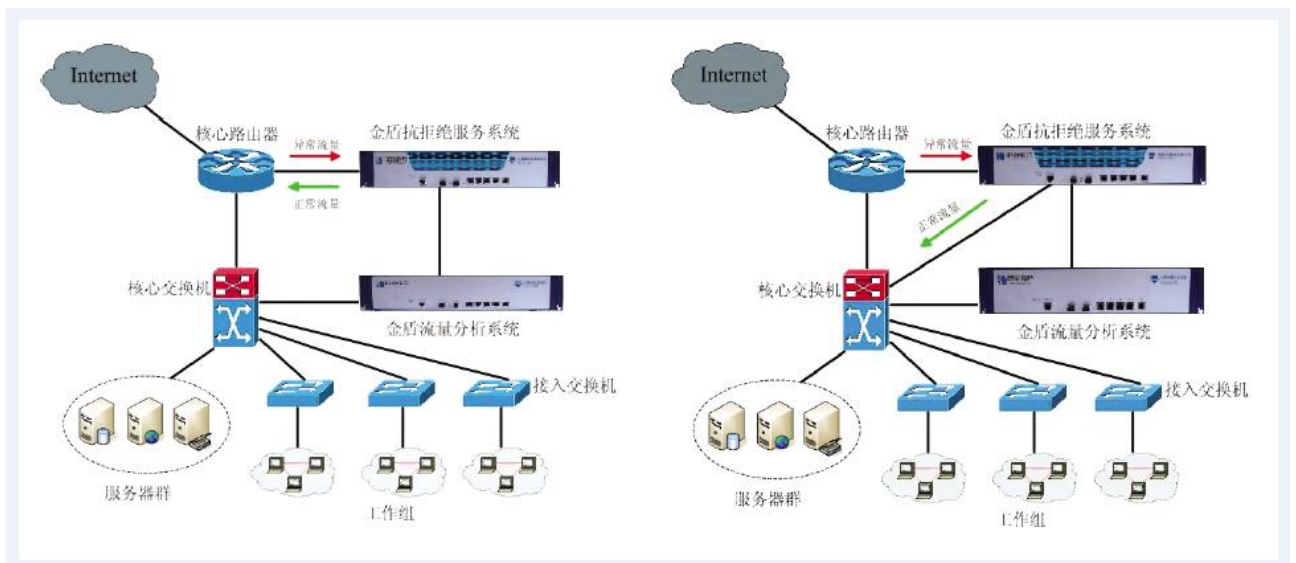 Internet
核心路由器
金盾抗拒绝服务系统
异常流量
正常流量
核心交换机
金盾流量分析系统
接入交换机
服务器群
工作组
Internet
核心路由器
金盾抗拒绝服务系统
异常流量
正常流量
核心交换机
金盾流量分析系统
接入交换机
服务器群
工作组